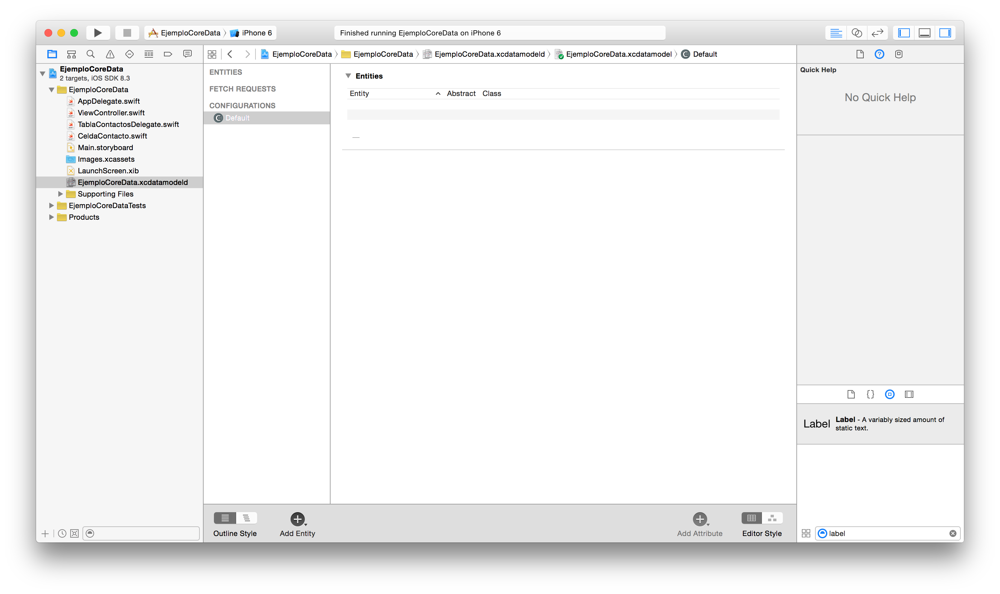 EjemploCoreData iPhone 6
Finished running EjemploCoreData on iPhone 6
EjemploCoreData EjemploCoreData EjemploCoreData.xcdatamodeld EjemploCoreData.xcdatamodel C Default
EjemploCoreData
2 targets, iOS SDK 8.3
EjemploCoreData
AppDelegate.swift
ViewController.swift
TablaContactosDelegate.swift
CeldaContacto.swift
Main.storyboard
Images.xcassets
LaunchScreen.xib
EjemploCoreData.xcdatamodeld
Supporting Files
EjemploCoreDataTests
Products
ENTITIES
FETCH REQUESTS
CONFIGURATIONS
C Default
Entities
Entity Abstract Class
Quick Help
No Quick Help
Label
Label - A variably sized amount of
static text.
Outline Style
Add Entity
Add Attribute
Editor Style
label